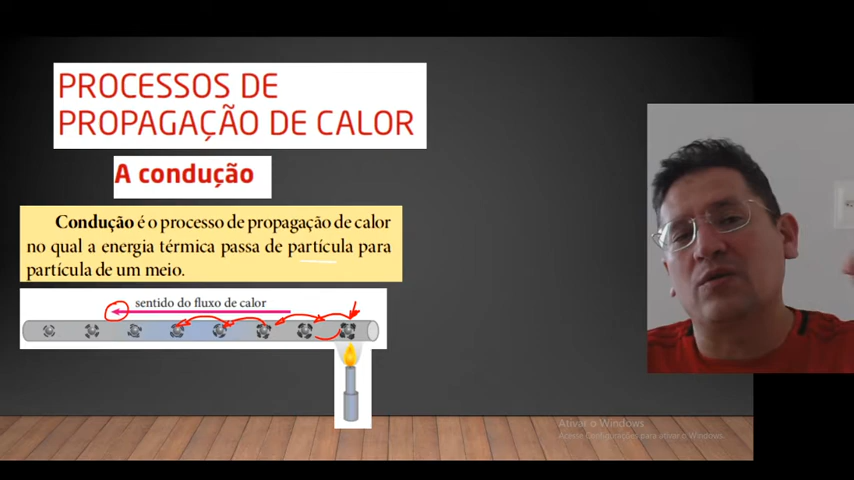 PROCESSOS DE
PROPAGAÇÃO DE CALOR
A condução
Condução é o processo de propagação de calor
no qual a energia térmica passa de partícula para
partícula de um meio.
sentido do fluxo de calor
Ativar o Windows
Acesse Configurações para ativar o Windows.